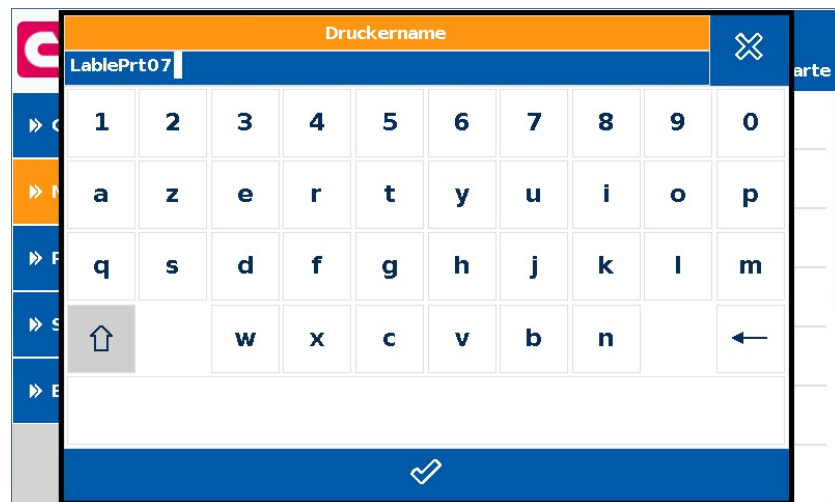 Druckername
LablePrt07
arte
1 2 3 4 5 6 7 8 9 0
a z e r t y u i o p
q s d f g h j k l m
w x c v b n